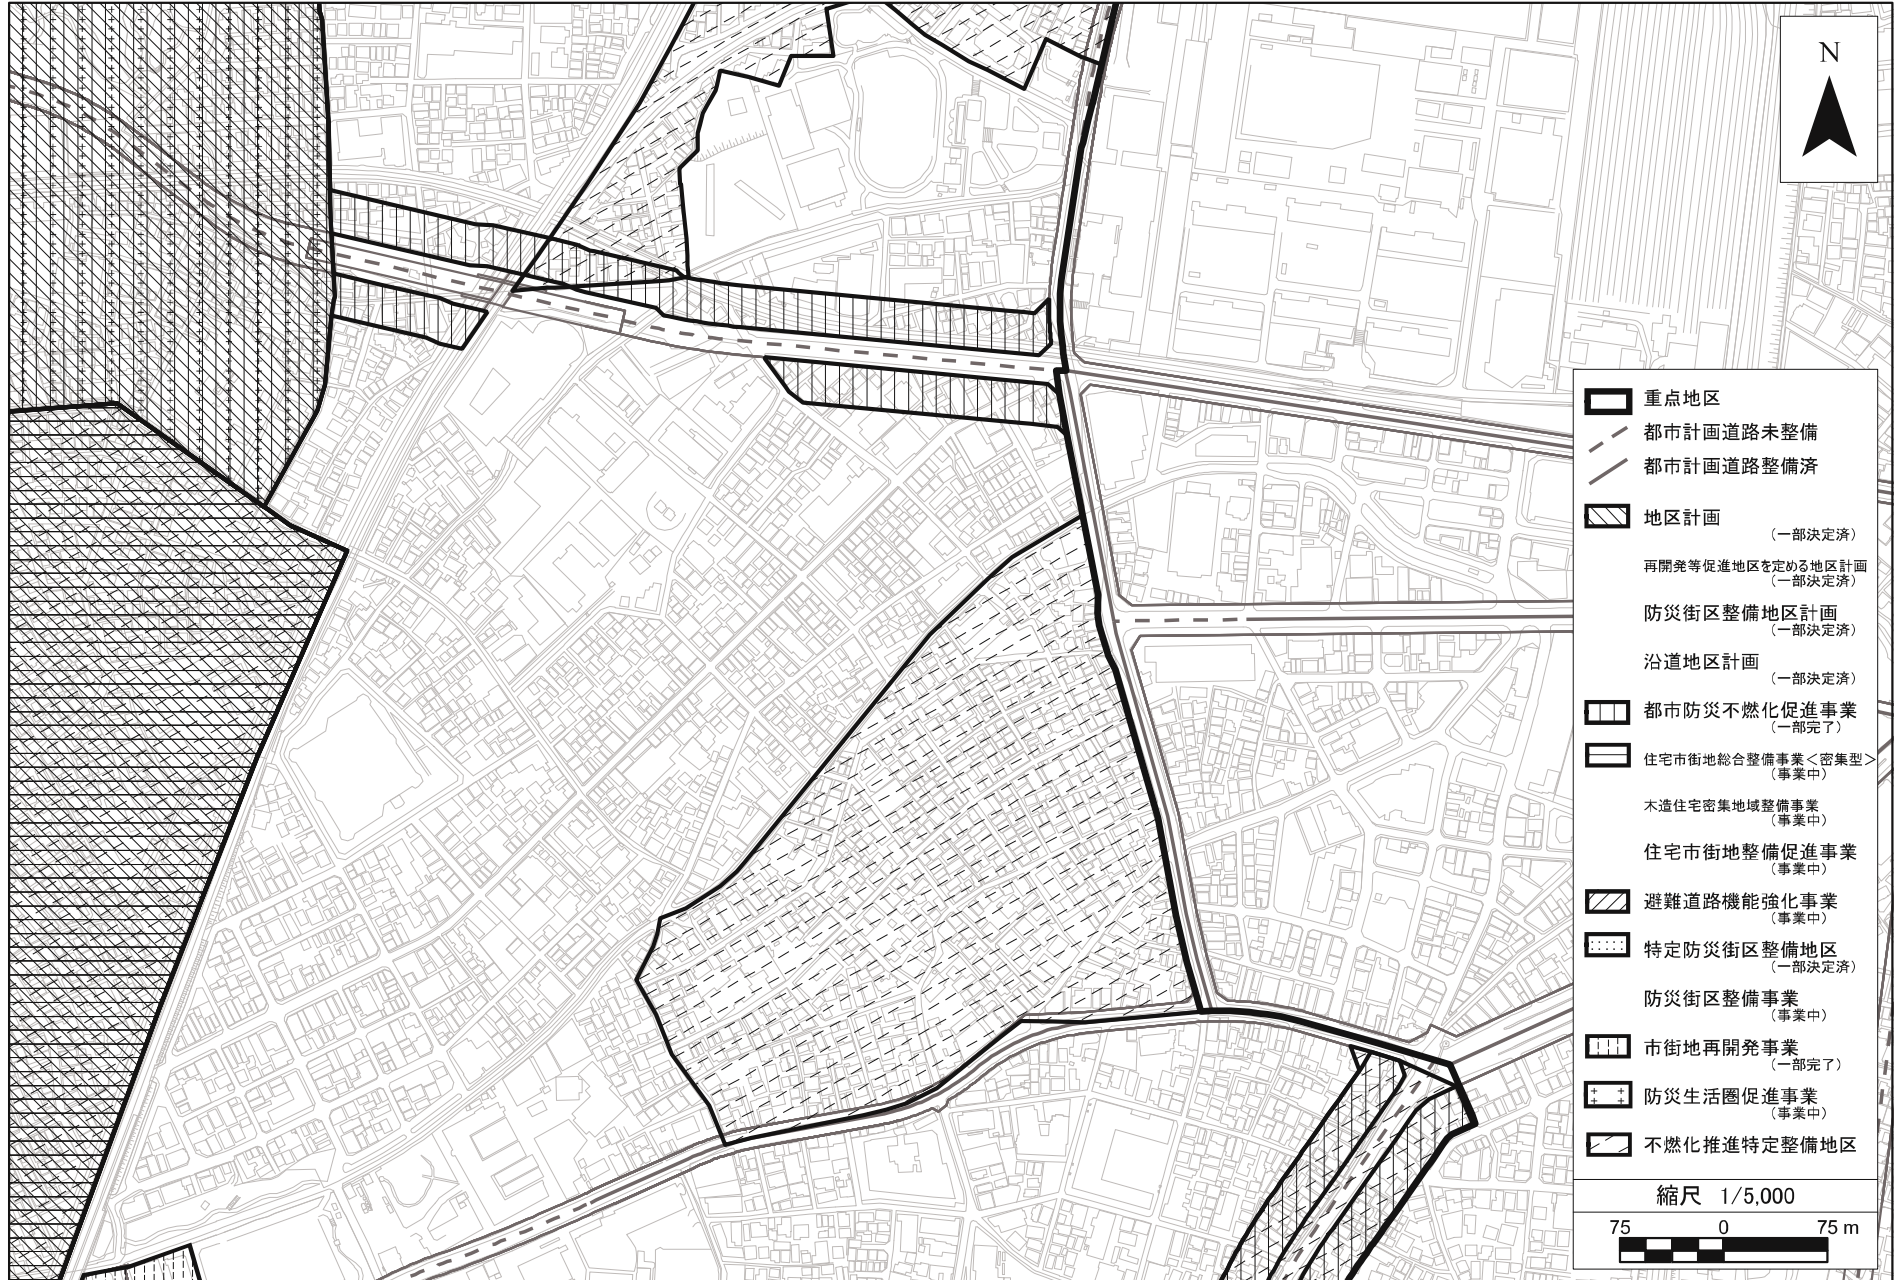 N
重点地区
都市計画道路未整備
都市計画道路整備済
地区計画
(一部決定済)
再開発等促進地区を定める地区計画
(一部決定済)
防災街区整備地区計画
(一部決定済)
沿道地区計画
(一部決定済)
都市防災不燃化促進事業
(一部完了)
住宅市街地総合整備事業<密集型>
(事業中)
木造住宅密集地域整備事業
(事業中)
住宅市街地整備促進事業
(事業中)
避難道路機能強化事業
(事業中)
特定防災街区整備地区
(一部決定済)
防災街区整備事業
(事業中)
市街地再開発事業
(一部完了)
防災生活圏促進事業
(事業中)
不燃化推進特定整備地区
縮尺 1/5,000
75 0 75 m